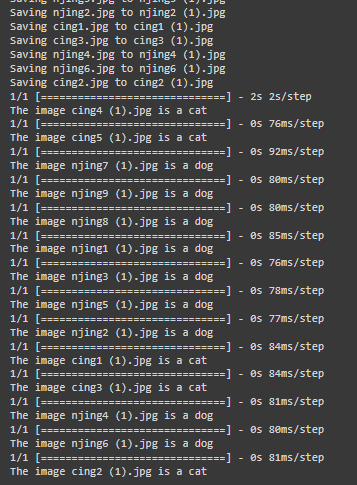 Saving njing2.jpg to njing2 (1).jpg
Saving cing1.jpg to cing1 (1).jpg
Saving cing3.jpg to cing3 (1).jpg
Saving njing4.jpg to njing4 (1).jpg
Saving njing6.jpg to njing6 (1).jpg
Saving cing2.jpg to cing2 (1).jpg
1/1 [==============================] - 2s 2s/step
The image cing4 (1).jpg is a cat
1/1 [==============================] - 0s 76ms/step
The image cing5 (1).jpg is a cat
1/1 [==============================] - 0s 92ms/step
The image njing7 (1).jpg is a dog
1/1 [==============================] - 0s 80ms/step
The image njing9 (1).jpg is a dog
1/1 [==============================] - 0s 80ms/step
The image njing8 (1).jpg is a dog
1/1 [==============================] - 0s 85ms/step
The image njing1 (1).jpg is a dog
1/1 [==============================] - 0s 76ms/step
The image njing3 (1).jpg is a dog
1/1 [==============================] - 0s 78ms/step
The image njing5 (1).jpg is a dog
1/1 [==============================] - 0s 77ms/step
The image njing2 (1).jpg is a dog
1/1 [==============================] - 0s 84ms/step
The image cing1 (1).jpg is a cat
1/1 [==============================] - 0s 84ms/step
The image cing3 (1).jpg is a cat
1/1 [==============================] - 0s 81ms/step
The image njing4 (1).jpg is a dog
1/1 [==============================] - 0s 80ms/step
The image njing6 (1).jpg is a dog
1/1 [==============================] - 0s 81ms/step
The image cing2 (1).jpg is a cat